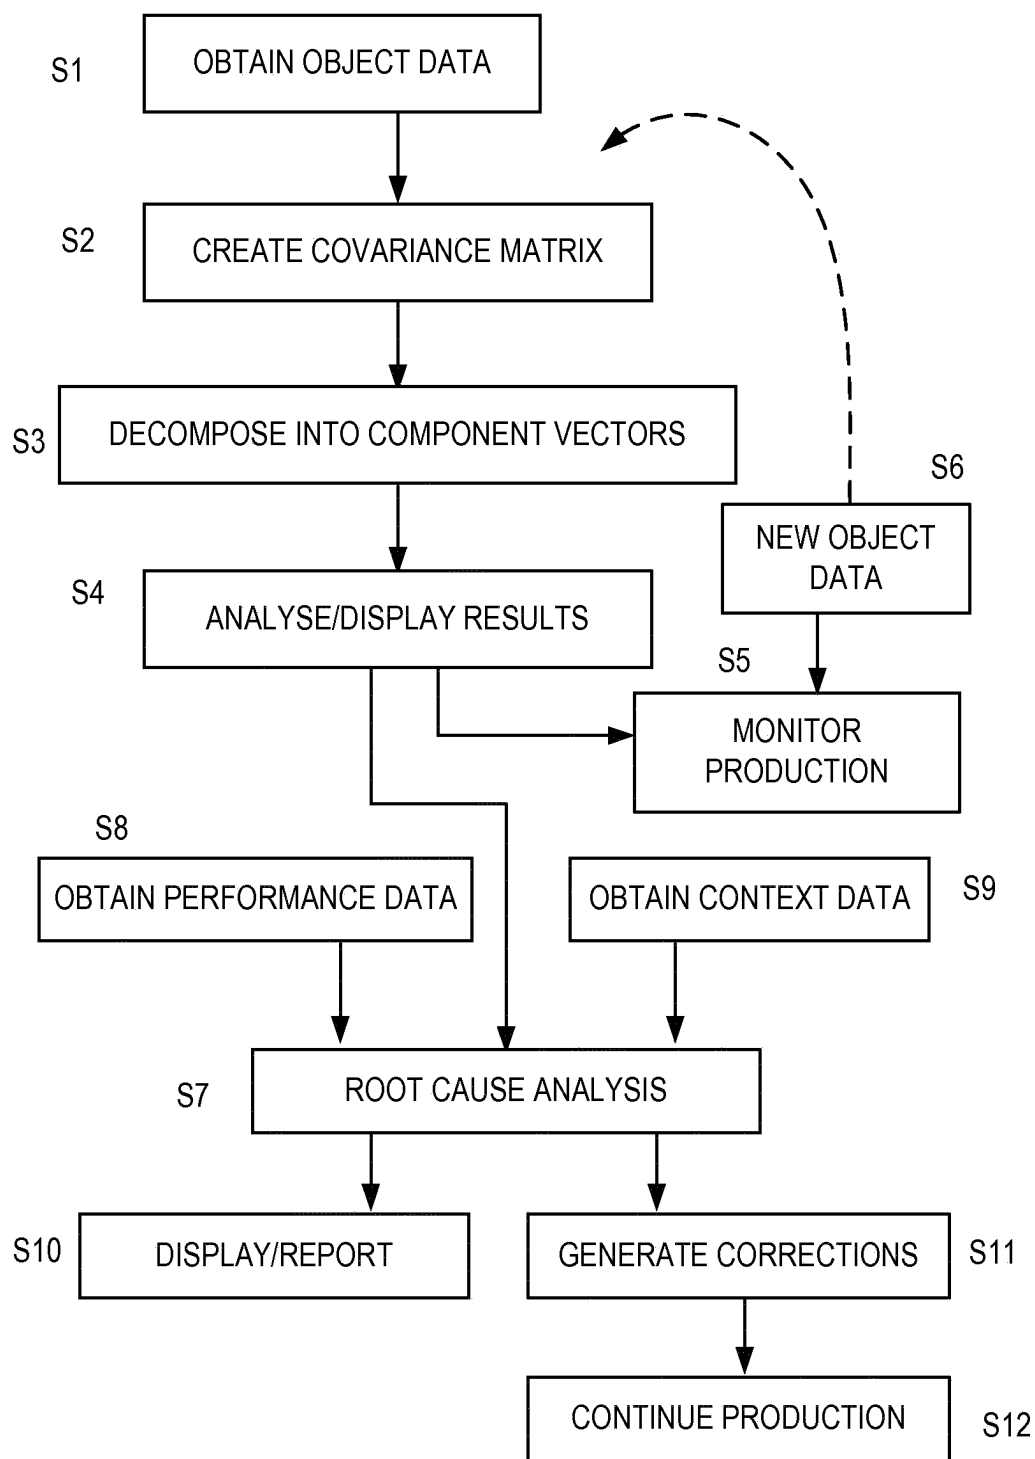 S1
OBTAIN OBJECT DATA
S2
CREATE COVARIANCE MATRIX
S3
DECOMPOSE INTO COMPONENT VECTORS
S6
NEW OBJECT
DATA
S4
ANALYSE/DISPLAY RESULTS
S5
MONITOR
PRODUCTION
S8
OBTAIN PERFORMANCE DATA
OBTAIN CONTEXT DATA
S9
S7
ROOT CAUSE ANALYSIS
S10
DISPLAY/REPORT
GENERATE CORRECTIONS
S11
CONTINUE PRODUCTION
S12